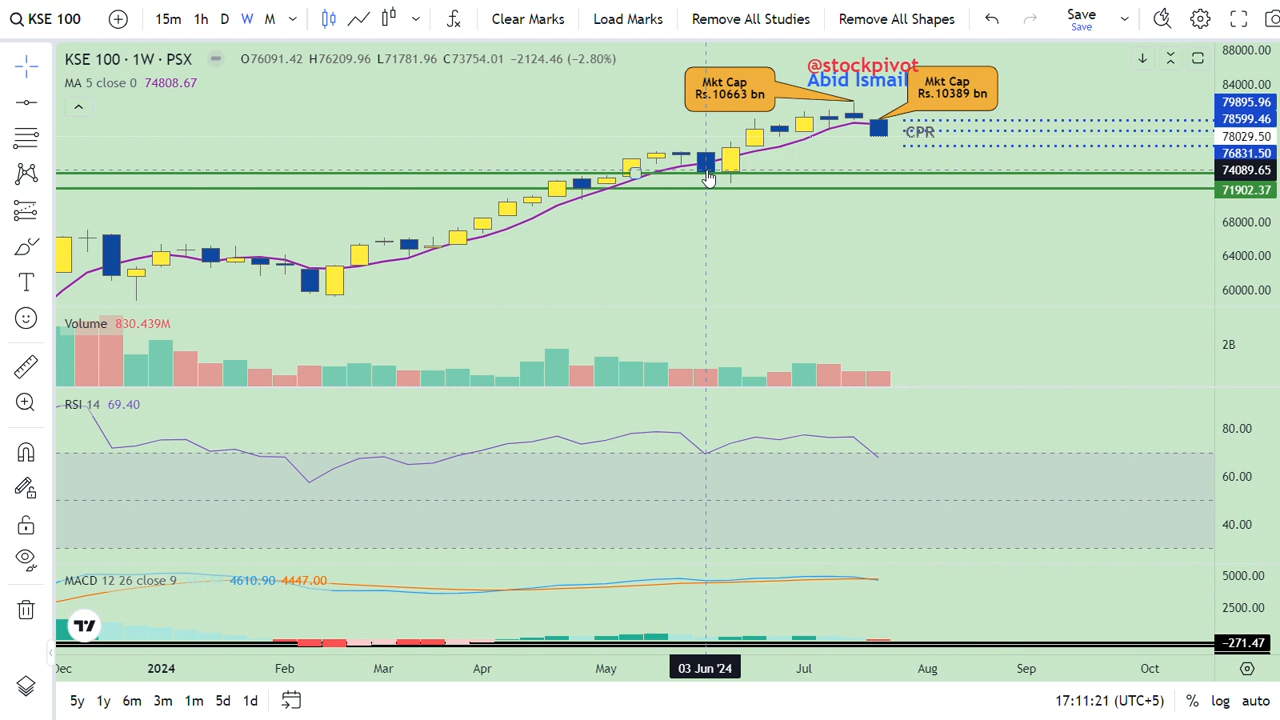 KSE 100 15m 1h D W M Clear Marks Load Marks Remove All Studies Remove All Shapes Save
Save
KSE 100 · 1W · PSX O76091.42 H76209.96 L71781.96 C73754.01 −2124.46 (−2.80%)
MA 5 close 0 74808.67
@stockpivot
Abid Ismail
Mkt Cap
Rs.10663 bn
Mkt Cap
Rs.10389 bn
CPR
88000.00
84000.00
79895.96
78599.46
78029.50
76831.50
74089.65
71902.37
68000.00
64000.00
60000.00
Volume 830.439M
2B
RSI 14 69.40
80.00
60.00
40.00
MACD 12 26 close 9 4610.90 4447.00
5000.00
2500.00
−271.47
Dec 2024 Feb Mar Apr May 03 Jun '24 Jul Aug Sep Oct
5y 1y 6m 3m 1m 5d 1d 17:11:21 (UTC+5) % log auto